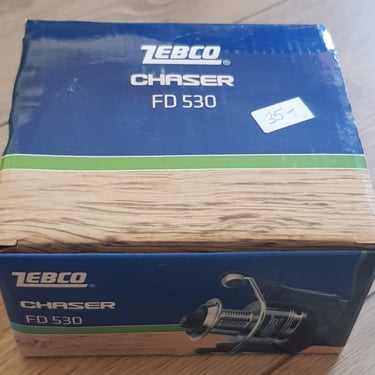 ZEBCO®
CHASER
FD 530
35,-
ZEBCO®
CHASER
FD 530